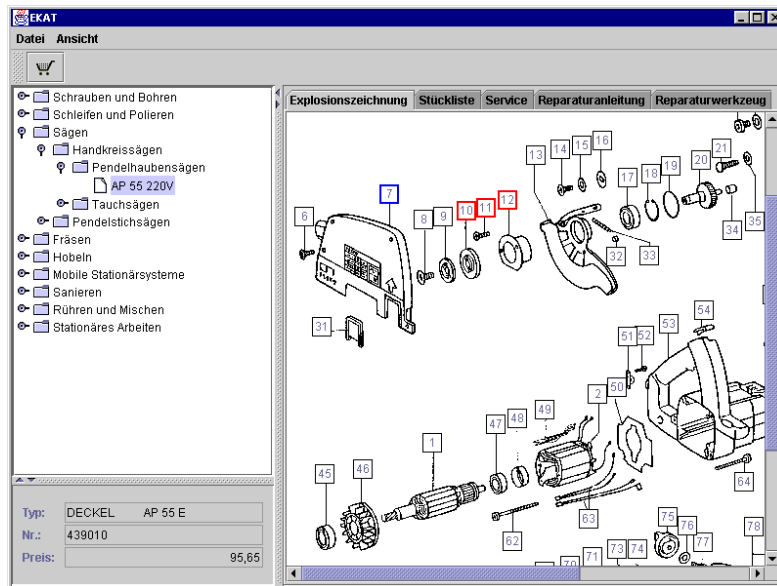 EKAT
Datei Ansicht
Schrauben und Bohren
Schleifen und Polieren
Sägen
Handkreissägen
Pendelhaubensägen
AP 55 220V
Tauchsägen
Pendelstichsägen
Fräsen
Hobeln
Mobile Stationärsysteme
Sanieren
Rühren und Mischen
Stationäres Arbeiten
Typ: DECKEL AP 55 E
Nr.: 439010
Preis: 95,65
Explosionszeichnung Stückliste Service Reparaturanleitung Reparaturwerkzeug
13 14 15 16 17 18 19 20 21
6 7 8 9 10 11 12
32 33 34 35
31
51 52 53 54
1 2 45 46 47 48 49 50
62 63 64
75 76 77 78
70 71 73 74